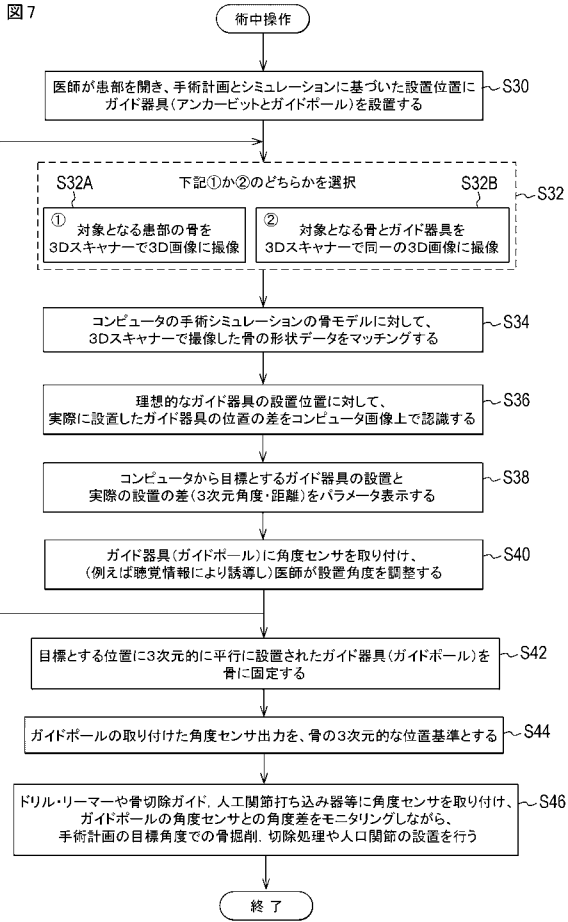 図7
術中操作
医師が患部を開き、手術計画とシミュレーションに基づいた設置位置に
ガイド器具(アンカービットとガイドポール)を設置する
S30
下記①か②のどちらかを選択
S32
S32A
①
対象となる患部の骨を
3Dスキャナーで3D画像に撮像
S32B
②
対象となる骨とガイド器具を
3Dスキャナーで同一の3D画像に撮像
コンピュータの手術シミュレーションの骨モデルに対して、
3Dスキャナーで撮像した骨の形状データをマッチングする
S34
理想的なガイド器具の設置位置に対して、
実際に設置したガイド器具の位置の差をコンピュータ画像上で認識する
S36
コンピュータから目標とするガイド器具の設置と
実際の設置の差(3次元角度・距離)をパラメータ表示する
S38
ガイド器具(ガイドポール)に角度センサを取り付け、
(例えば聴覚情報により誘導し)医師が設置角度を調整する
S40
目標とする位置に3次元的に平行に設置されたガイド器具(ガイドポール)を
骨に固定する
S42
ガイドポールの取り付けた角度センサ出力を、骨の3次元的な位置基準とする
S44
ドリル・リーマーや骨切除ガイド,人工関節打ち込み器等に角度センサを取り付け、
ガイドポールの角度センサとの角度差をモニタリングしながら、
手術計画の目標角度での骨掘削,切除処理や人口関節の設置を行う
S46
終了